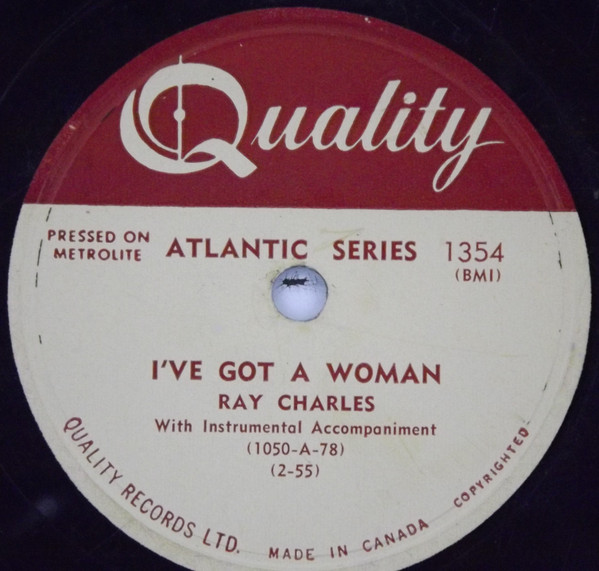 Quality
PRESSED ON
METROLITE
ATLANTIC SERIES
1354
(BMI)
I'VE GOT A WOMAN
RAY CHARLES
With Instrumental Accompaniment
(1050-A-78)
(2-55)
QUALITY RECORDS LTD. MADE IN CANADA COPYRIGHTED